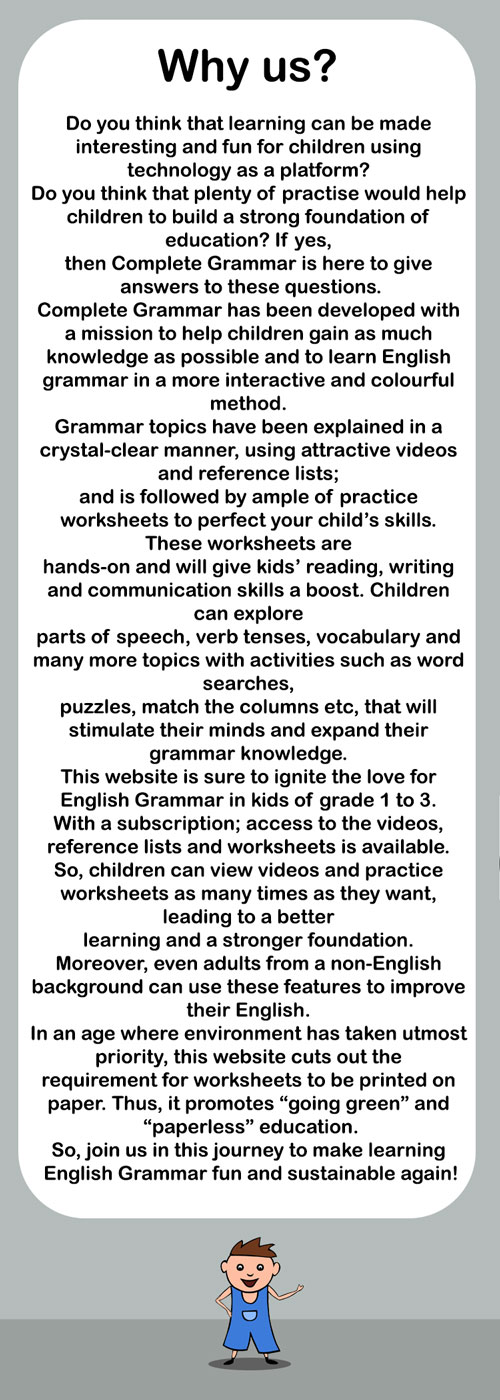 Why us?
Do you think that learning can be made
interesting and fun for children using
technology as a platform?
Do you think that plenty of practise would help
children to build a strong foundation of
education? If yes,
then Complete Grammar is here to give
answers to these questions.
Complete Grammar has been developed with
a mission to help children gain as much
knowledge as possible and to learn English
grammar in a more interactive and colourful
method.
Grammar topics have been explained in a
crystal-clear manner, using attractive videos
and reference lists;
and is followed by ample of practice
worksheets to perfect your child’s skills.
These worksheets are
hands-on and will give kids’ reading, writing
and communication skills a boost. Children
can explore
parts of speech, verb tenses, vocabulary and
many more topics with activities such as word
searches,
puzzles, match the columns etc, that will
stimulate their minds and expand their
grammar knowledge.
This website is sure to ignite the love for
English Grammar in kids of grade 1 to 3.
With a subscription; access to the videos,
reference lists and worksheets is available.
So, children can view videos and practice
worksheets as many times as they want,
leading to a better
learning and a stronger foundation.
Moreover, even adults from a non-English
background can use these features to improve
their English.
In an age where environment has taken utmost
priority, this website cuts out the
requirement for worksheets to be printed on
paper. Thus, it promotes “going green” and
“paperless” education.
So, join us in this journey to make learning
English Grammar fun and sustainable again!